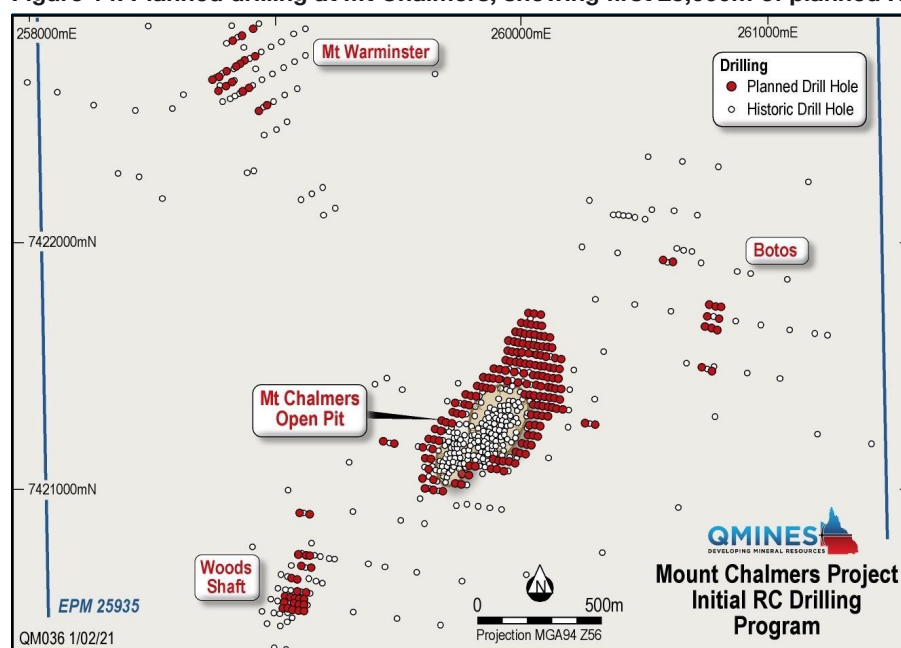 258000mE
260000mE
261000mE
Mt Warminster
Drilling
Planned Drill Hole
Historic Drill Hole
7422000mN
Botos
Mt Chalmers
Open Pit
7421000mN
Woods
Shaft
EPM 25935
QM036 1/02/21
N
0 500m
Projection MGA94 Z56
QMINES
DEVELOPING MINERAL RESOURCES
Mount Chalmers Project
Initial RC Drilling
Program